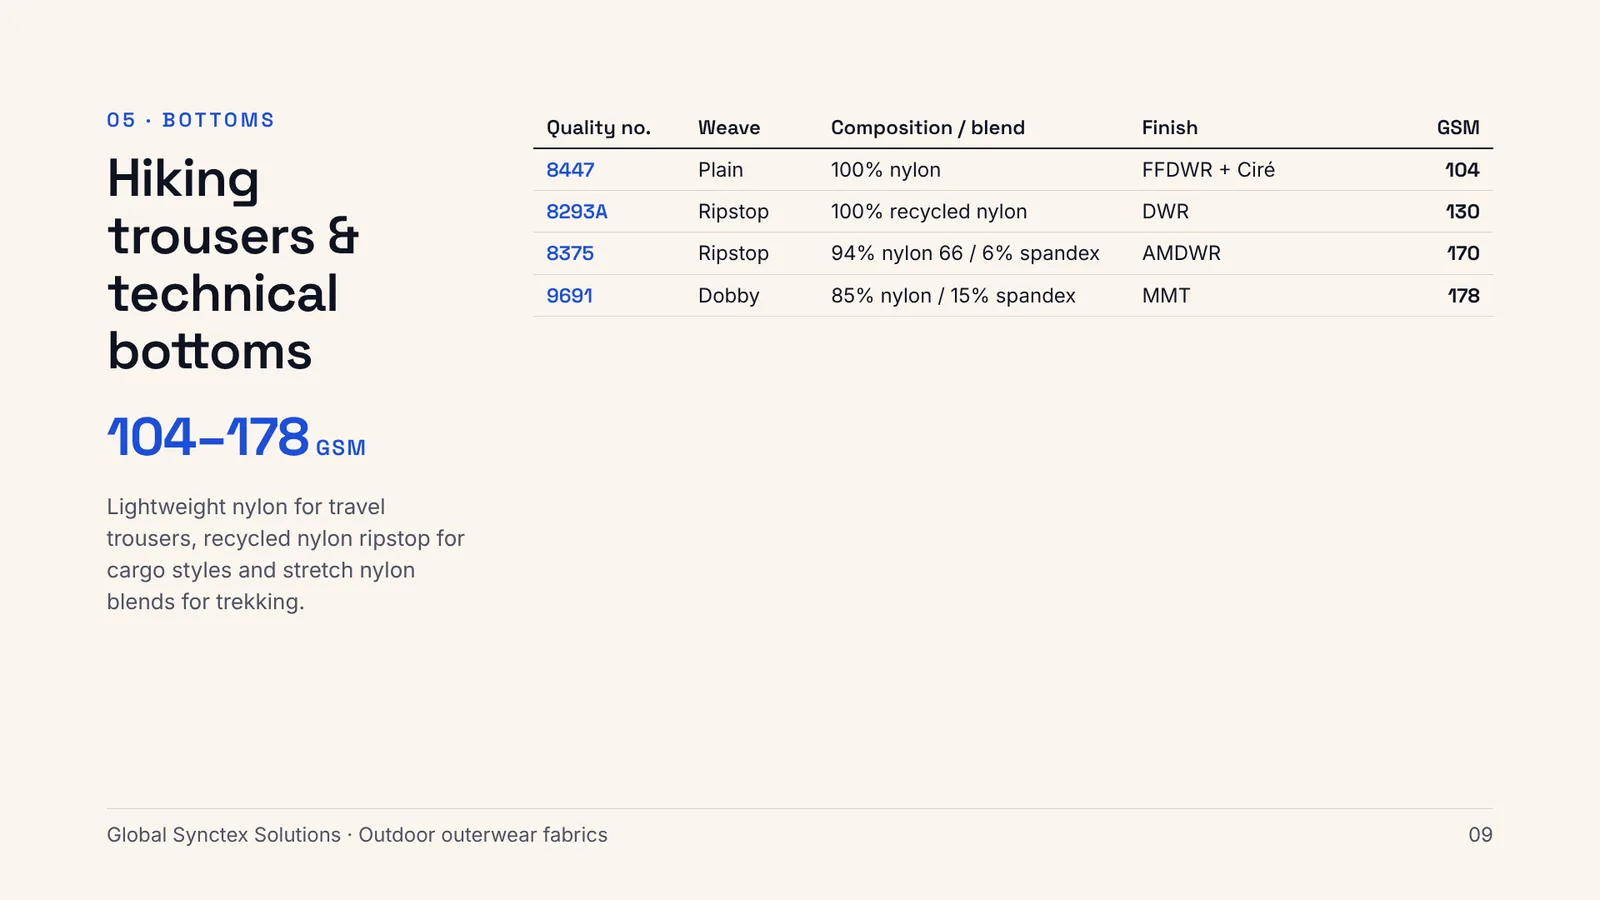 05 · BOTTOMS
Hiking
trousers &
technical
bottoms
104–178 GSM
Lightweight nylon for travel
trousers, recycled nylon ripstop for
cargo styles and stretch nylon
blends for trekking.
Quality no. Weave Composition / blend Finish GSM
8447 Plain 100% nylon FFDWR + Ciré 104
8293A Ripstop 100% recycled nylon DWR 130
8375 Ripstop 94% nylon 66 / 6% spandex AMDWR 170
9691 Dobby 85% nylon / 15% spandex MMT 178
Global Synctex Solutions · Outdoor outerwear fabrics 09